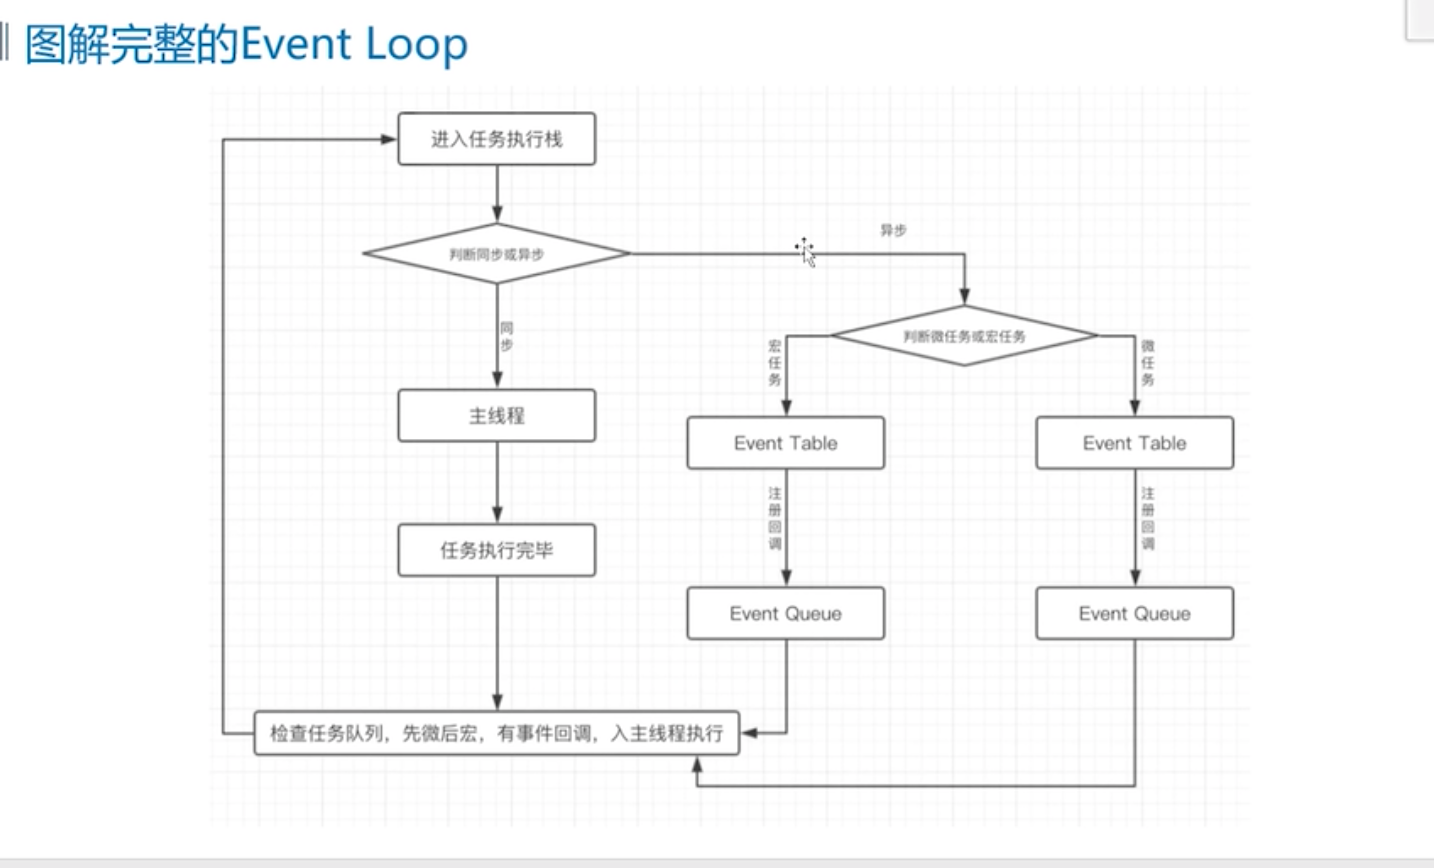 图解完整的Event Loop
进入任务执行栈
异步
判断同步或异步
同步
判断微任务或宏任务
宏任务
微任务
主线程
Event Table
Event Table
注册回调
注册回调
任务执行完毕
Event Queue
Event Queue
检查任务队列，先微后宏，有事件回调，入主线程执行